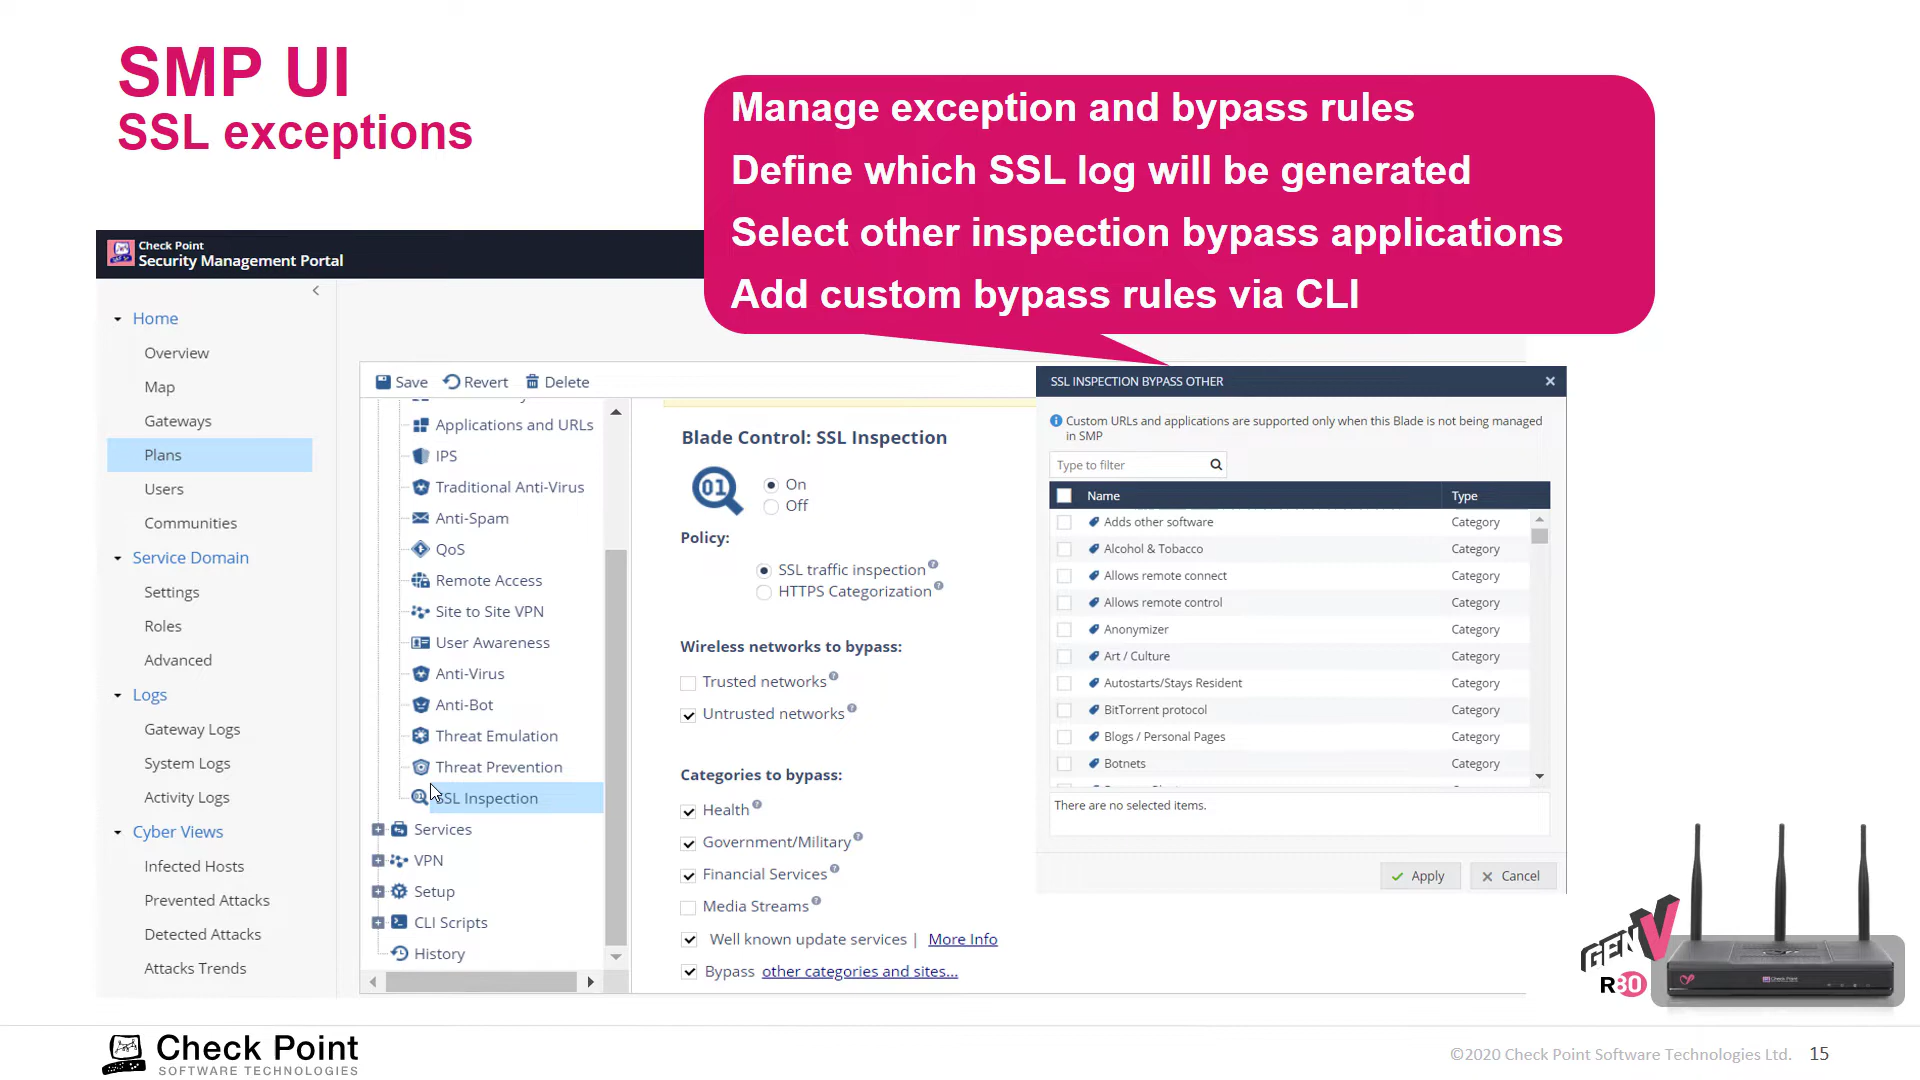 SMP UI
SSL exceptions
Manage exception and bypass rules
Define which SSL log will be generated
Select other inspection bypass applications
Add custom bypass rules via CLI
Check Point
Security Management Portal
Home
Overview
Map
Gateways
Plans
Users
Communities
Service Domain
Settings
Roles
Advanced
Logs
Gateway Logs
System Logs
Activity Logs
Cyber Views
Infected Hosts
Prevented Attacks
Detected Attacks
Attacks Trends
Save Revert Delete
Applications and URLs
IPS
Traditional Anti-Virus
Anti-Spam
QoS
Remote Access
Site to Site VPN
User Awareness
Anti-Virus
Anti-Bot
Threat Emulation
Threat Prevention
SSL Inspection
Services
VPN
Setup
CLI Scripts
History
Blade Control: SSL Inspection
01
On
Off
Policy:
SSL traffic inspection
HTTPS Categorization
Wireless networks to bypass:
Trusted networks
Untrusted networks
Categories to bypass:
Health
Government/Military
Financial Services
Media Streams
Well known update services | More Info
Bypass other categories and sites...
SSL INSPECTION BYPASS OTHER
Custom URLs and applications are supported only when this Blade is not being managed
in SMP
Type to filter
Name Type
Adds other software Category
Alcohol & Tobacco Category
Allows remote connect Category
Allows remote control Category
Anonymizer Category
Art / Culture Category
Autostarts/Stays Resident Category
BitTorrent protocol Category
Blogs / Personal Pages Category
Botnets Category
There are no selected items.
Apply Cancel
GEN V
R80
Check Point
Check Point
SOFTWARE TECHNOLOGIES
©2020 Check Point Software Technologies Ltd. 15